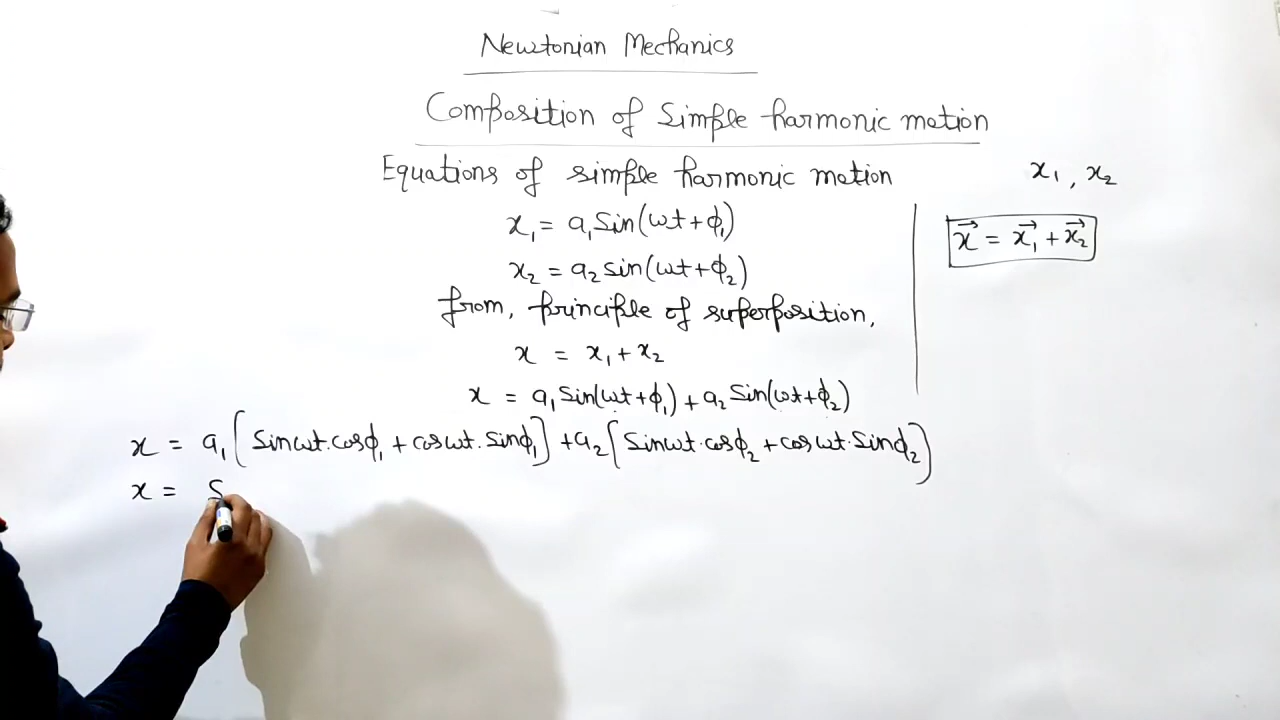 Newtonian Mechanics
Composition of Simple harmonic motion
Equations of simple harmonic motion
x₁ , x₂
x₁ = a₁ Sin(ωt+ϕ₁)
x⃗ = x⃗₁ + x⃗₂
x₂ = a₂ sin(ωt+ϕ₂)
from, principle of superposition,
x = x₁ + x₂
x = a₁ Sin(ωt+ϕ₁) + a₂ Sin(ωt+ϕ₂)
x = a₁ [Sinωt.cosϕ₁ + cosωt.Sinϕ₁] + a₂ [Sinωt.cosϕ₂ + cosωt.Sinϕ₂]
x = S